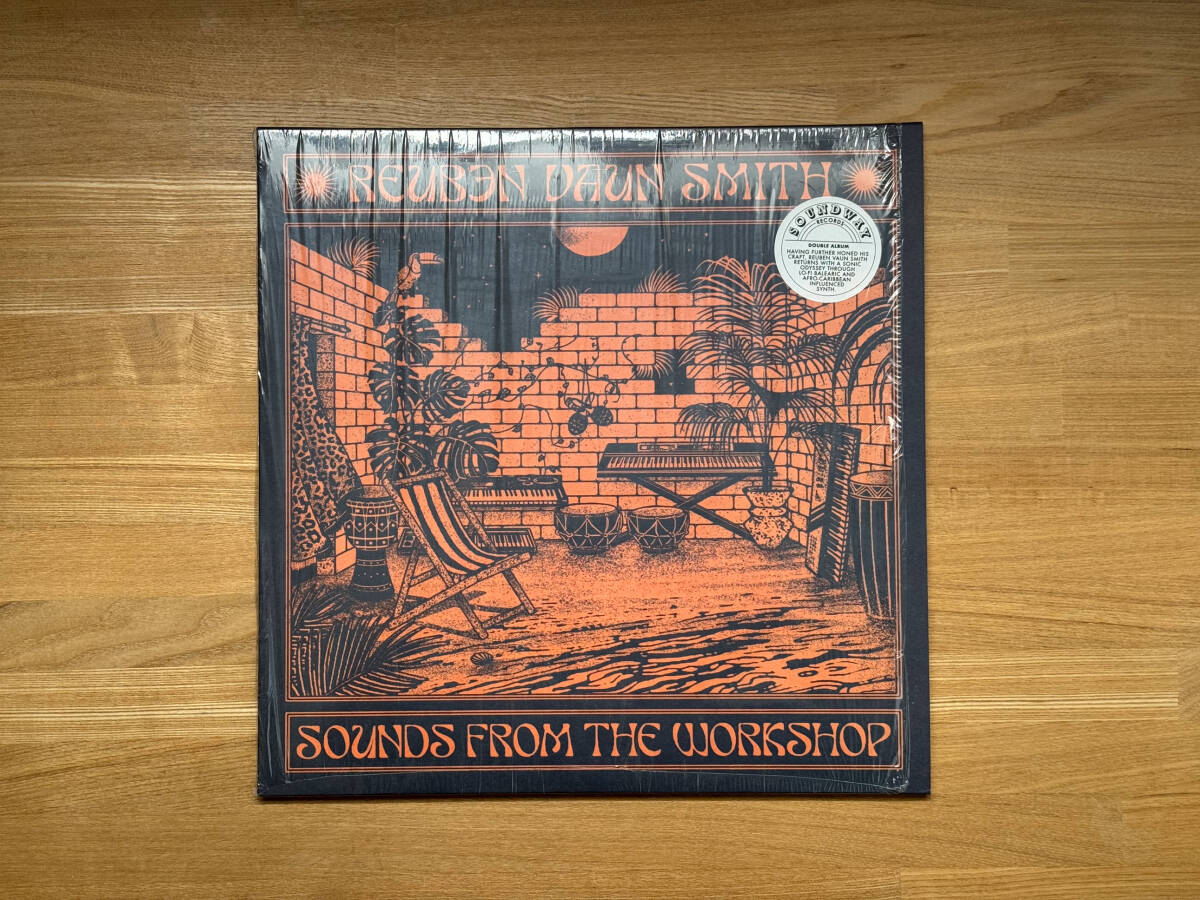 REUBEN VAUN SMITH
SOUNDWAY
RECORDS
DOUBLE ALBUM
HAVING FURTHER HONED HIS
CRAFT, REUBEN VAUN SMITH
RETURNS WITH A SONIC
ODYSSEY THROUGH
LO-FI BALEARIC AND
AFRO-CARIBBEAN
INFLUENCED
SYNTH.
SOUNDS FROM THE WORKSHOP